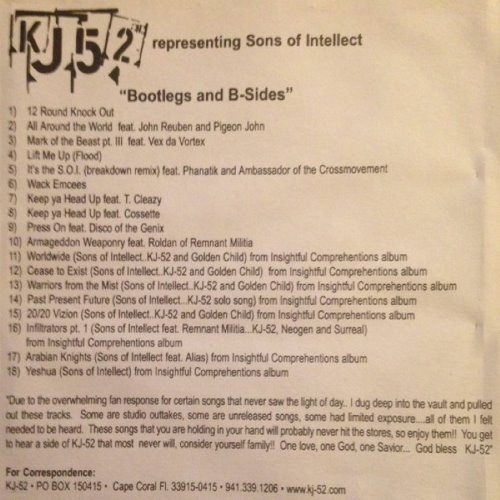 KJ-52 representing Sons of Intellect
"Bootlegs and B-Sides"
1) 12 Round Knock Out
2) All Around the World feat. John Reuben and Pigeon John
3) Mark of the Beast pt. III feat. Vex da Vortex
4) Lift Me Up (Flood)
5) It's the S.O.I. (breakdown remix) feat. Phanatik and Ambassador of the Crossmovement
6) Wack Emcees
7) Keep ya Head Up feat. T. Cleazy
8) Keep ya Head Up feat. Cossette
9) Press On feat. Disco of the Genix
10) Armageddon Weaponry feat. Roldan of Remnant Militia
11) Worldwide (Sons of Intellect..KJ-52 and Golden Child) from Insightful Comprehentions album
12) Cease to Exist (Sons of Intellect..KJ-52 and Golden Child) from Insightful Comprehentions album
13) Warriors from the Mist (Sons of Intellect..KJ-52 and Golden Child) from Insightful Comprehentions album
14) Past Present Future (Sons of Intellect...KJ-52 solo song) from Insightful Comprehentions album
15) 20/20 Vizion (Sons of Intellect..KJ-52 and Golden Child) from Insightful Comprehentions album
16) Infiltrators pt. 1 (Sons of Intellect feat. Remnant Militia...KJ-52, Neogen and Surreal)
from Insightful Comprehentions album
17) Arabian Knights (Sons of Intellect feat. Alias) from Insightful Comprehentions album
18) Yeshua (Sons of Intellect) from Insightful Comprehentions album
"Due to the overwhelming fan response for certain songs that never saw the light of day.. I dug deep into the vault and pulled
out these tracks. Some are studio outtakes, some are unreleased songs, some had limited exposure....all of them I felt
needed to be heard. These songs that you are holding in your hand will probably never hit the stores, so enjoy them!! You get
to hear a side of KJ-52 that most never will, consider yourself family!! One love, one God, one Savior... God bless KJ-52"
For Correspondence:
KJ-52 • PO BOX 150415 • Cape Coral Fl. 33915-0415 • 941.339.1206 • www.kj-52.com